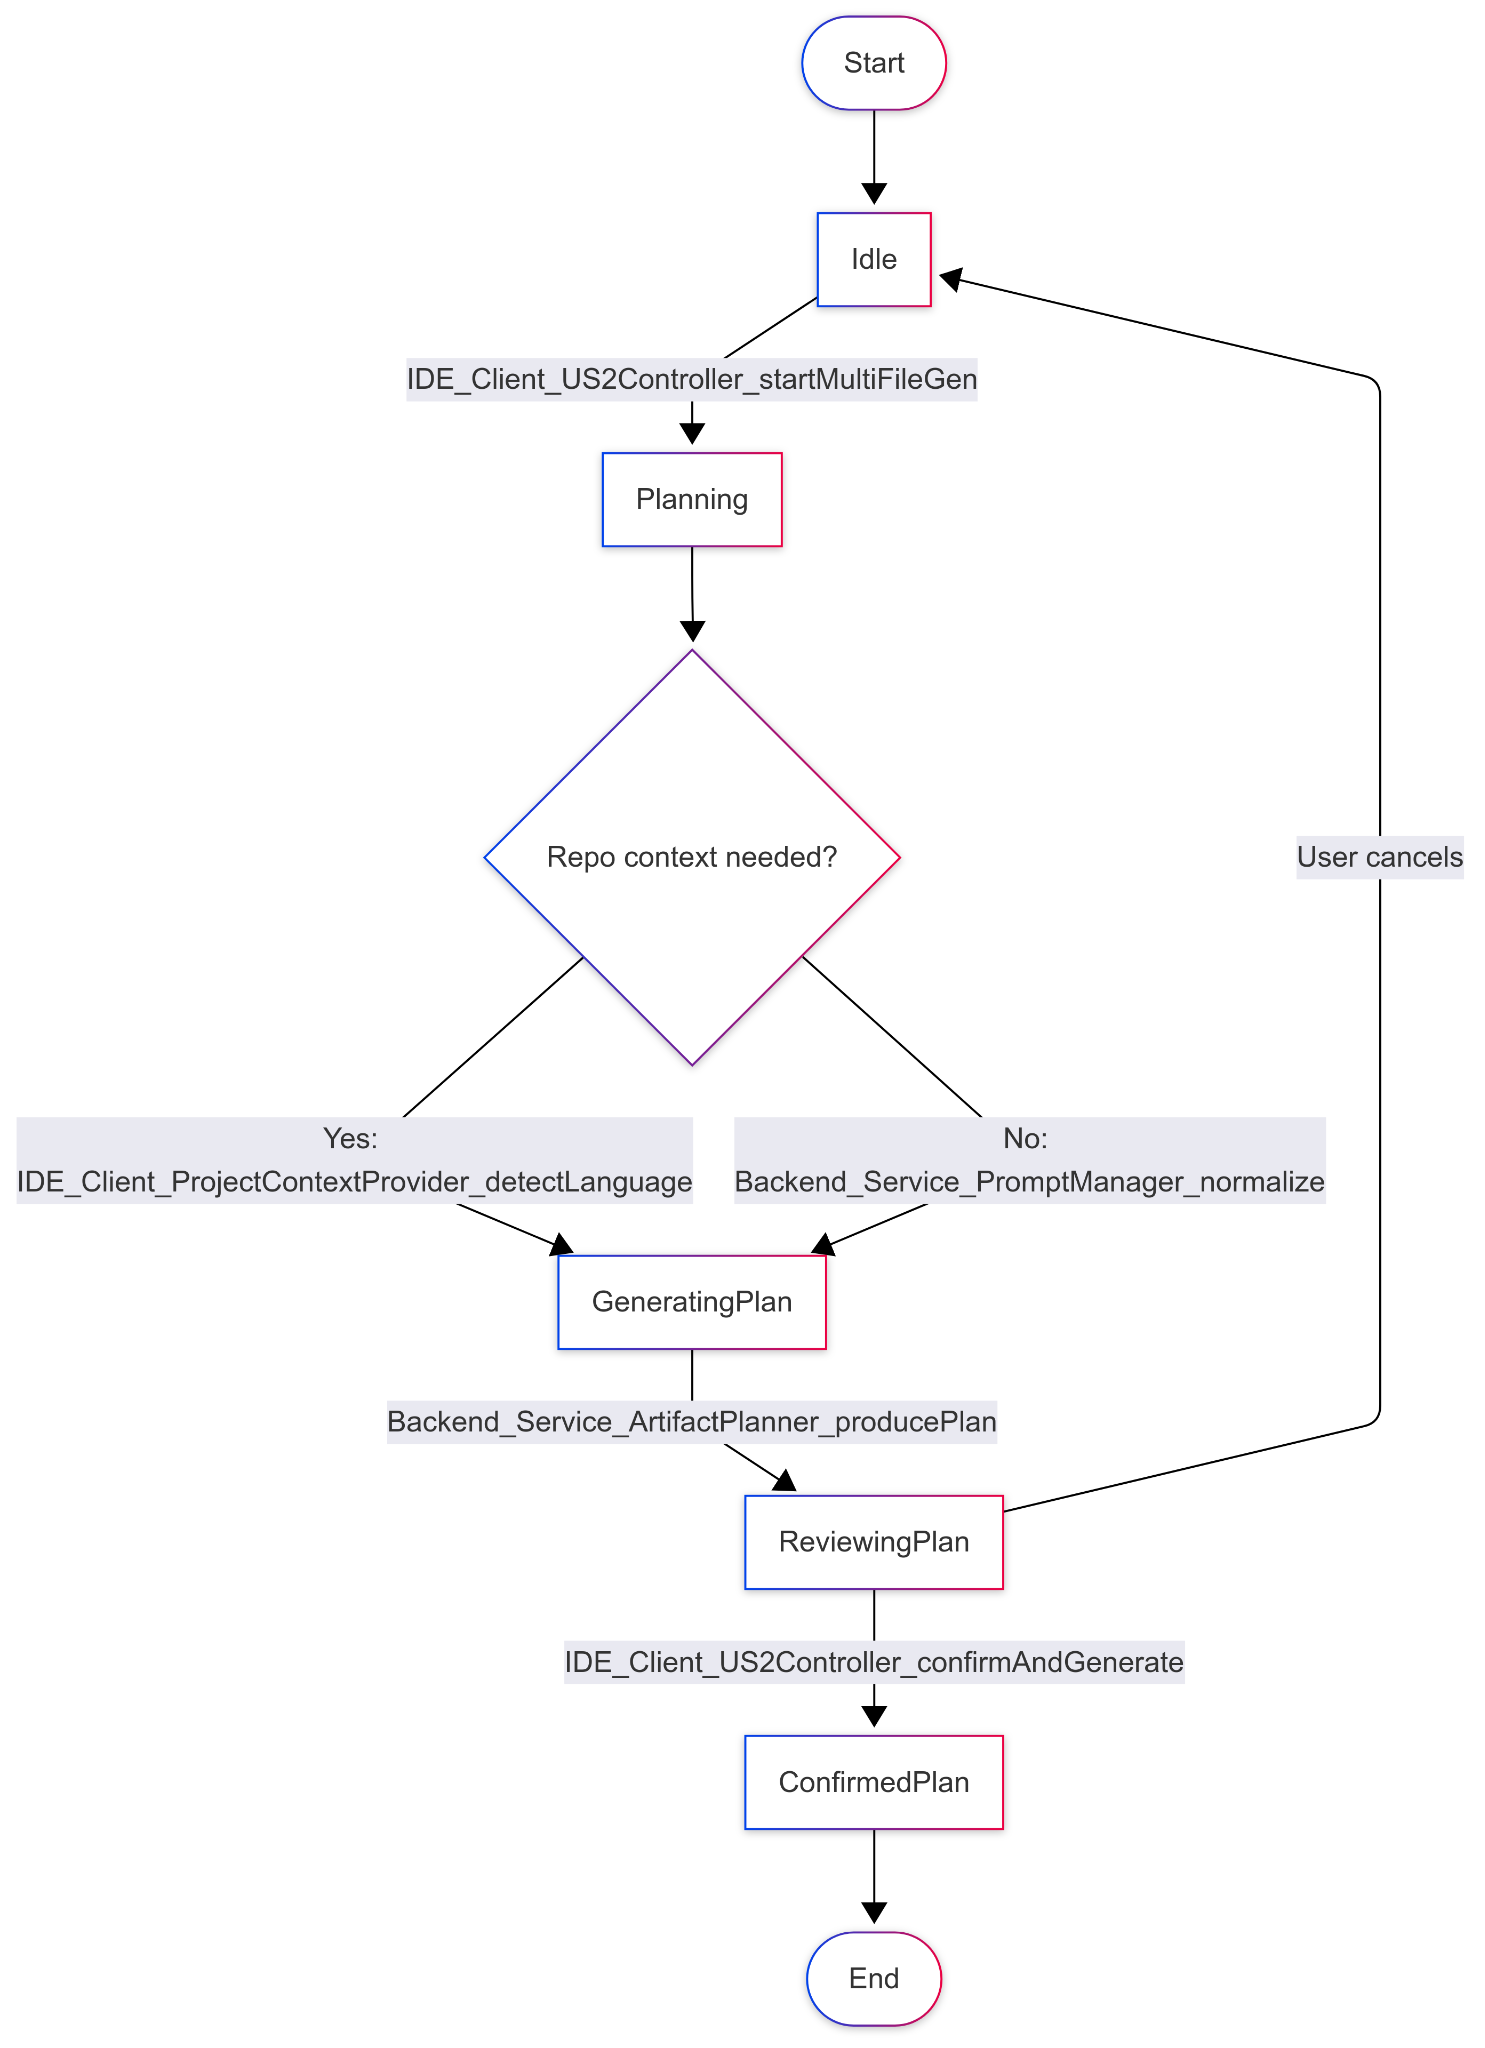 Start
Idle
IDE_Client_US2Controller_startMultiFileGen
Planning
Repo context needed?
User cancels
Yes:
IDE_Client_ProjectContextProvider_detectLanguage
No:
Backend_Service_PromptManager_normalize
GeneratingPlan
Backend_Service_ArtifactPlanner_producePlan
ReviewingPlan
IDE_Client_US2Controller_confirmAndGenerate
ConfirmedPlan
End